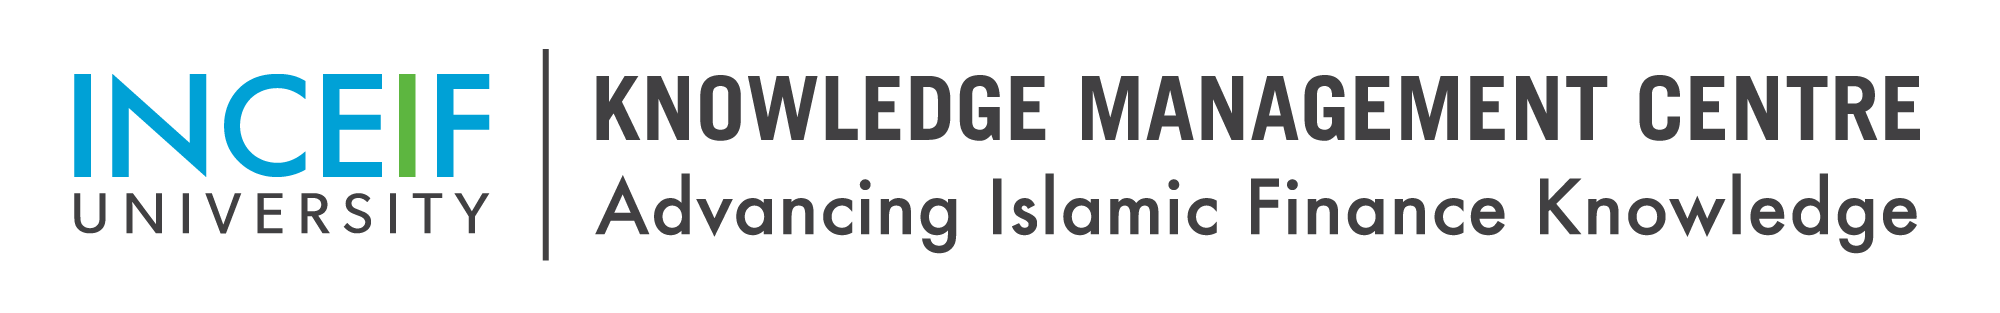 INCEIF
UNIVERSITY
KNOWLEDGE MANAGEMENT CENTRE
Advancing Islamic Finance Knowledge